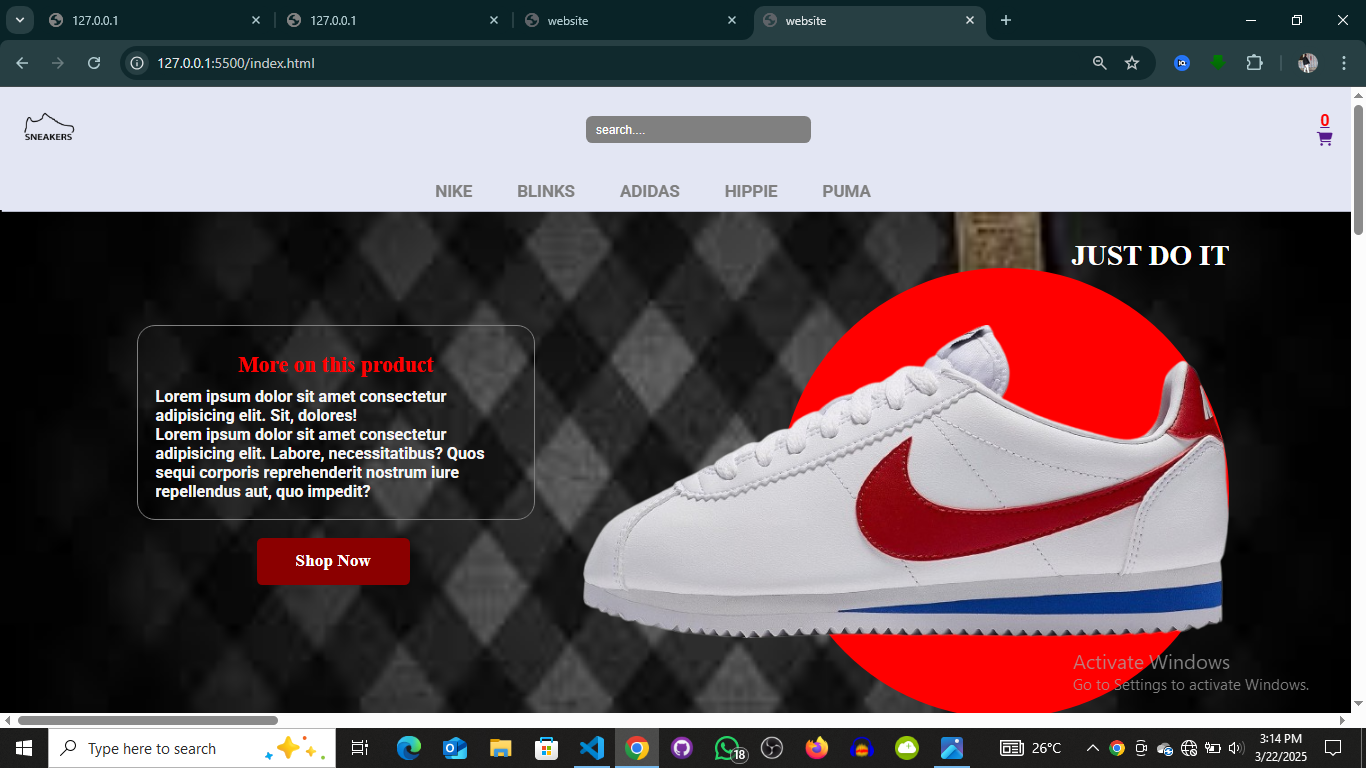 127.0.0.1
127.0.0.1
website
website
127.0.0.1:5500/index.html
SNEAKERS
search....
0
NIKE BLINKS ADIDAS HIPPIE PUMA
JUST DO IT
More on this product
Lorem ipsum dolor sit amet consectetur
adipisicing elit. Sit, dolores!
Lorem ipsum dolor sit amet consectetur
adipisicing elit. Labore, necessitatibus? Quos
sequi corporis reprehenderit nostrum iure
repellendus aut, quo impedit?
Shop Now
Activate Windows
Go to Settings to activate Windows.
Type here to search
18
26°C
3:14 PM
3/22/2025